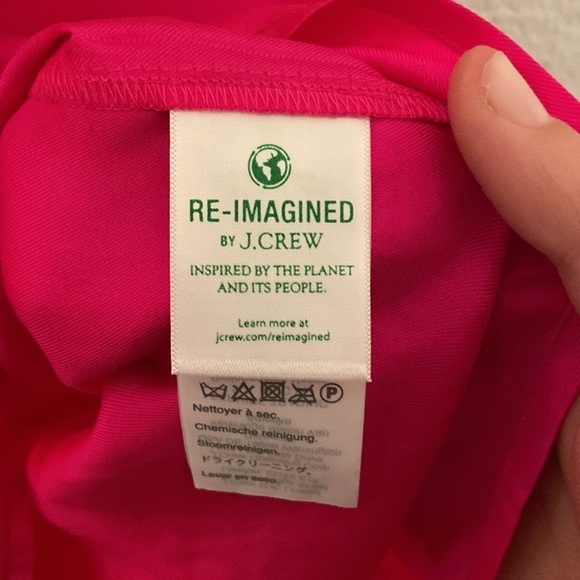 RE-IMAGINED
BY J.CREW
INSPIRED BY THE PLANET
AND ITS PEOPLE.
Learn more at
jcrew.com/reimagined
P
Nettoyer à sec.
Chemische reinigung.
Stoomreinigen.
ドライクリーニング。
Lavar en seco